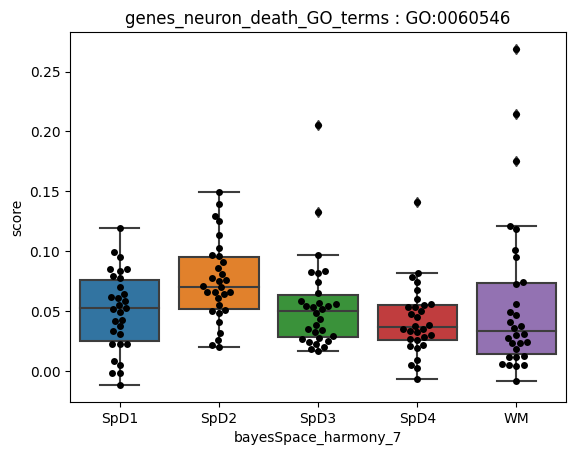 genes_neuron_death_GO_terms : GO:0060546
0.25
0.20
0.15
0.10
0.05
0.00
score
SpD1 SpD2 SpD3 SpD4 WM
bayesSpace_harmony_7